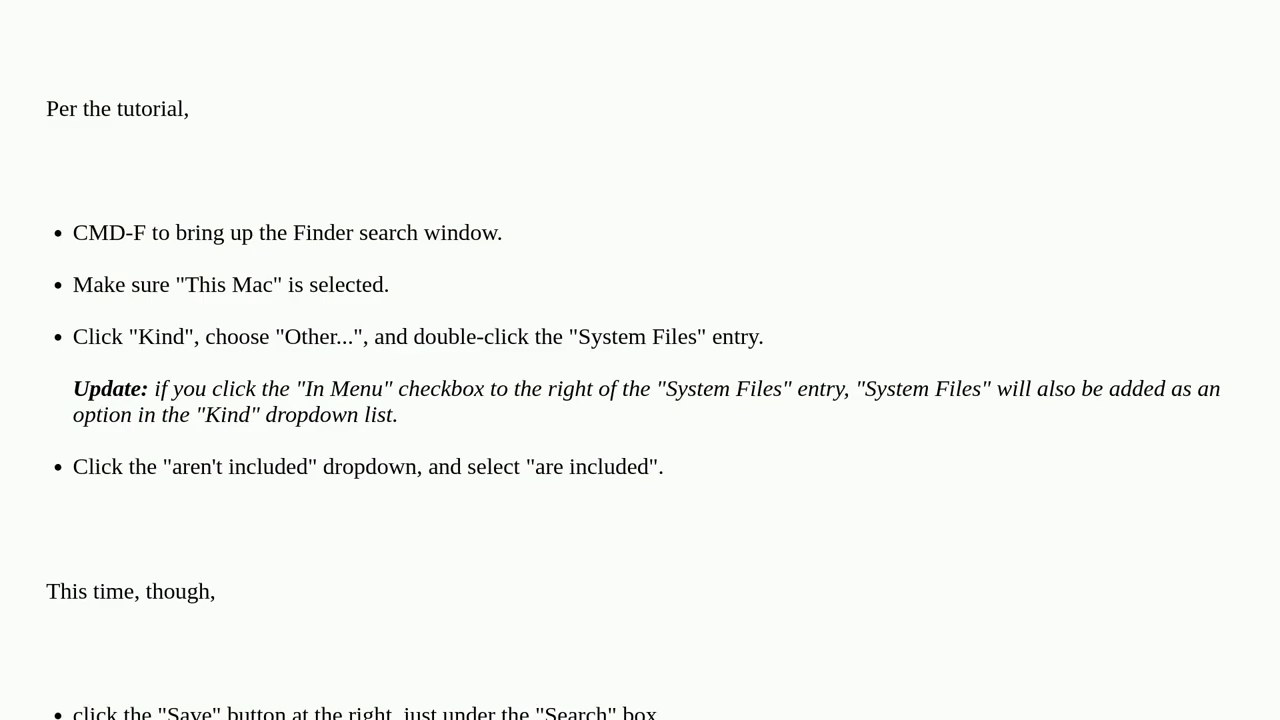 Per the tutorial,
• CMD-F to bring up the Finder search window.
• Make sure "This Mac" is selected.
• Click "Kind", choose "Other...", and double-click the "System Files" entry.
Update: if you click the "In Menu" checkbox to the right of the "System Files" entry, "System Files" will also be added as an
option in the "Kind" dropdown list.
• Click the "aren't included" dropdown, and select "are included".
This time, though,
• click the "Save" button at the right, just under the "Search" box